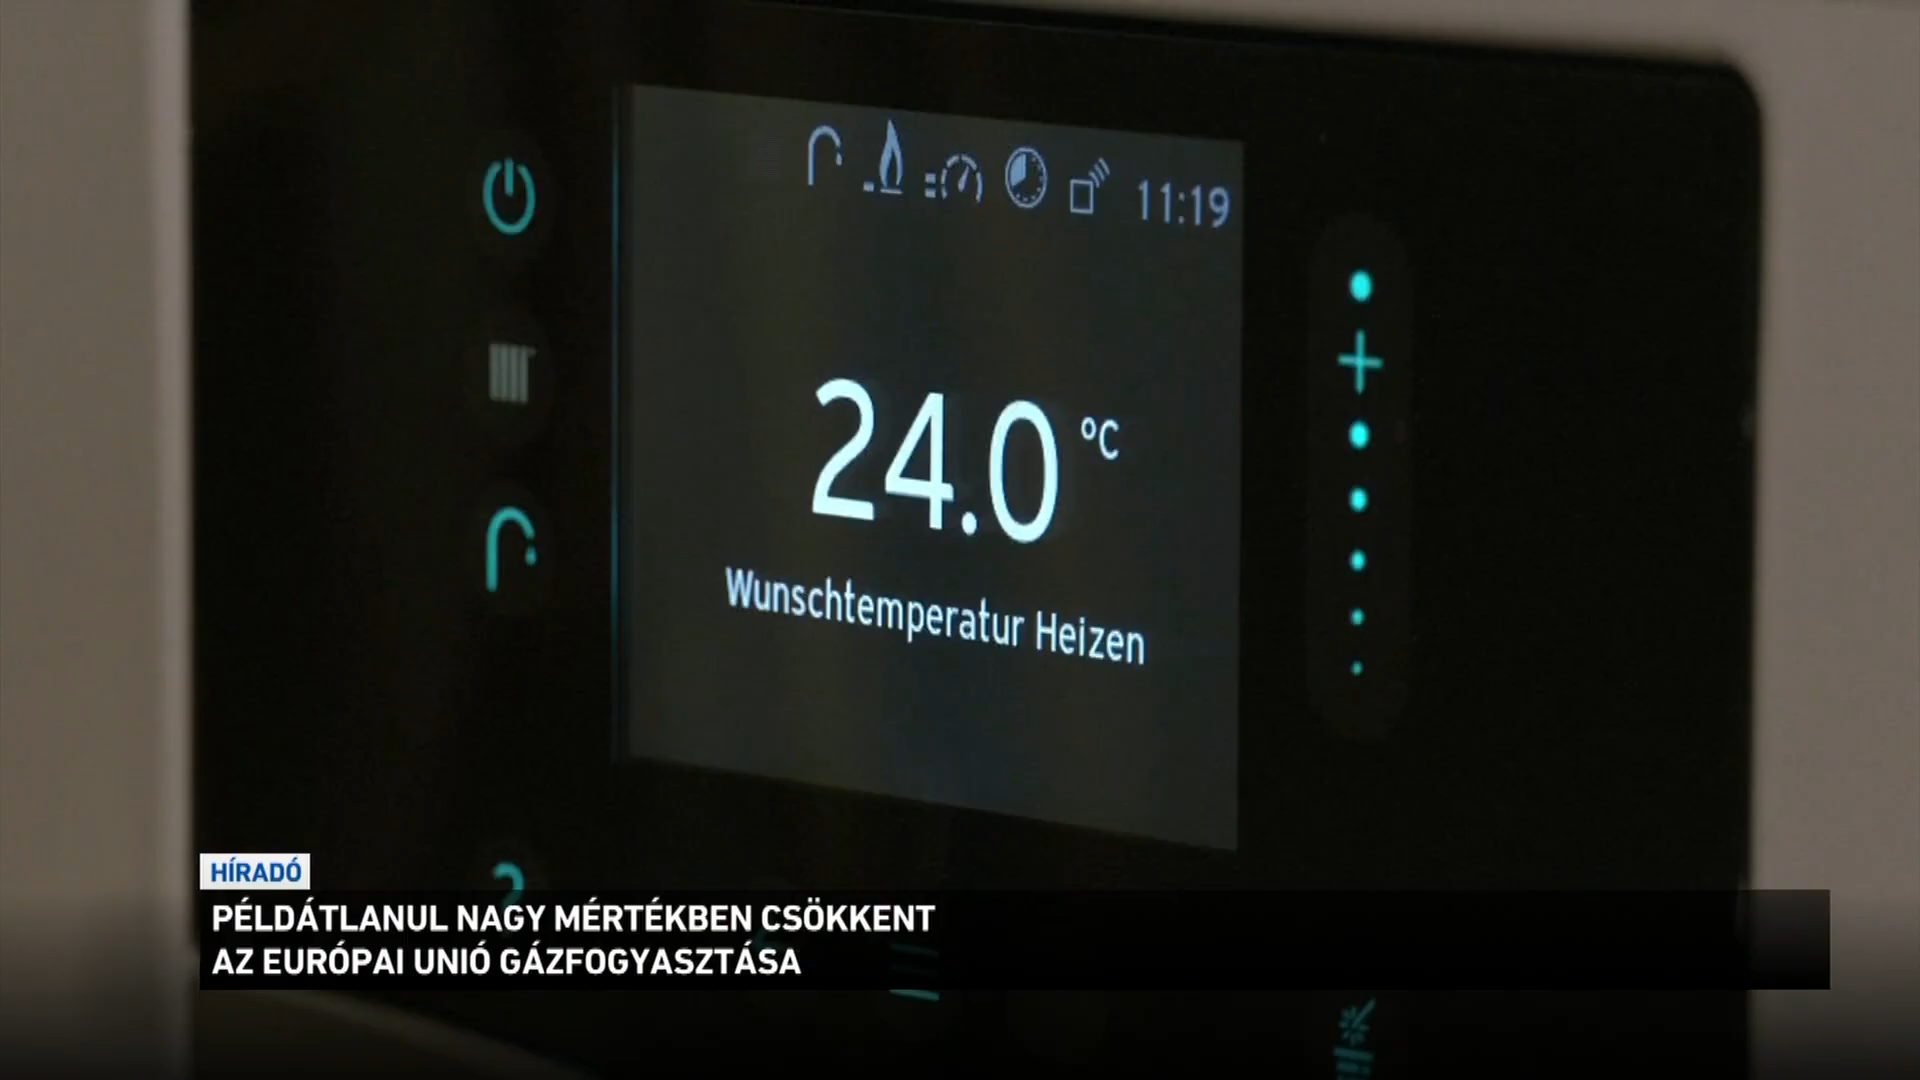 11:19
24.0 °C
Wunschtemperatur Heizen
HÍRADÓ
PÉLDÁTLANUL NAGY MÉRTÉKBEN CSÖKKENT
AZ EURÓPAI UNIÓ GÁZFOGYASZTÁSA